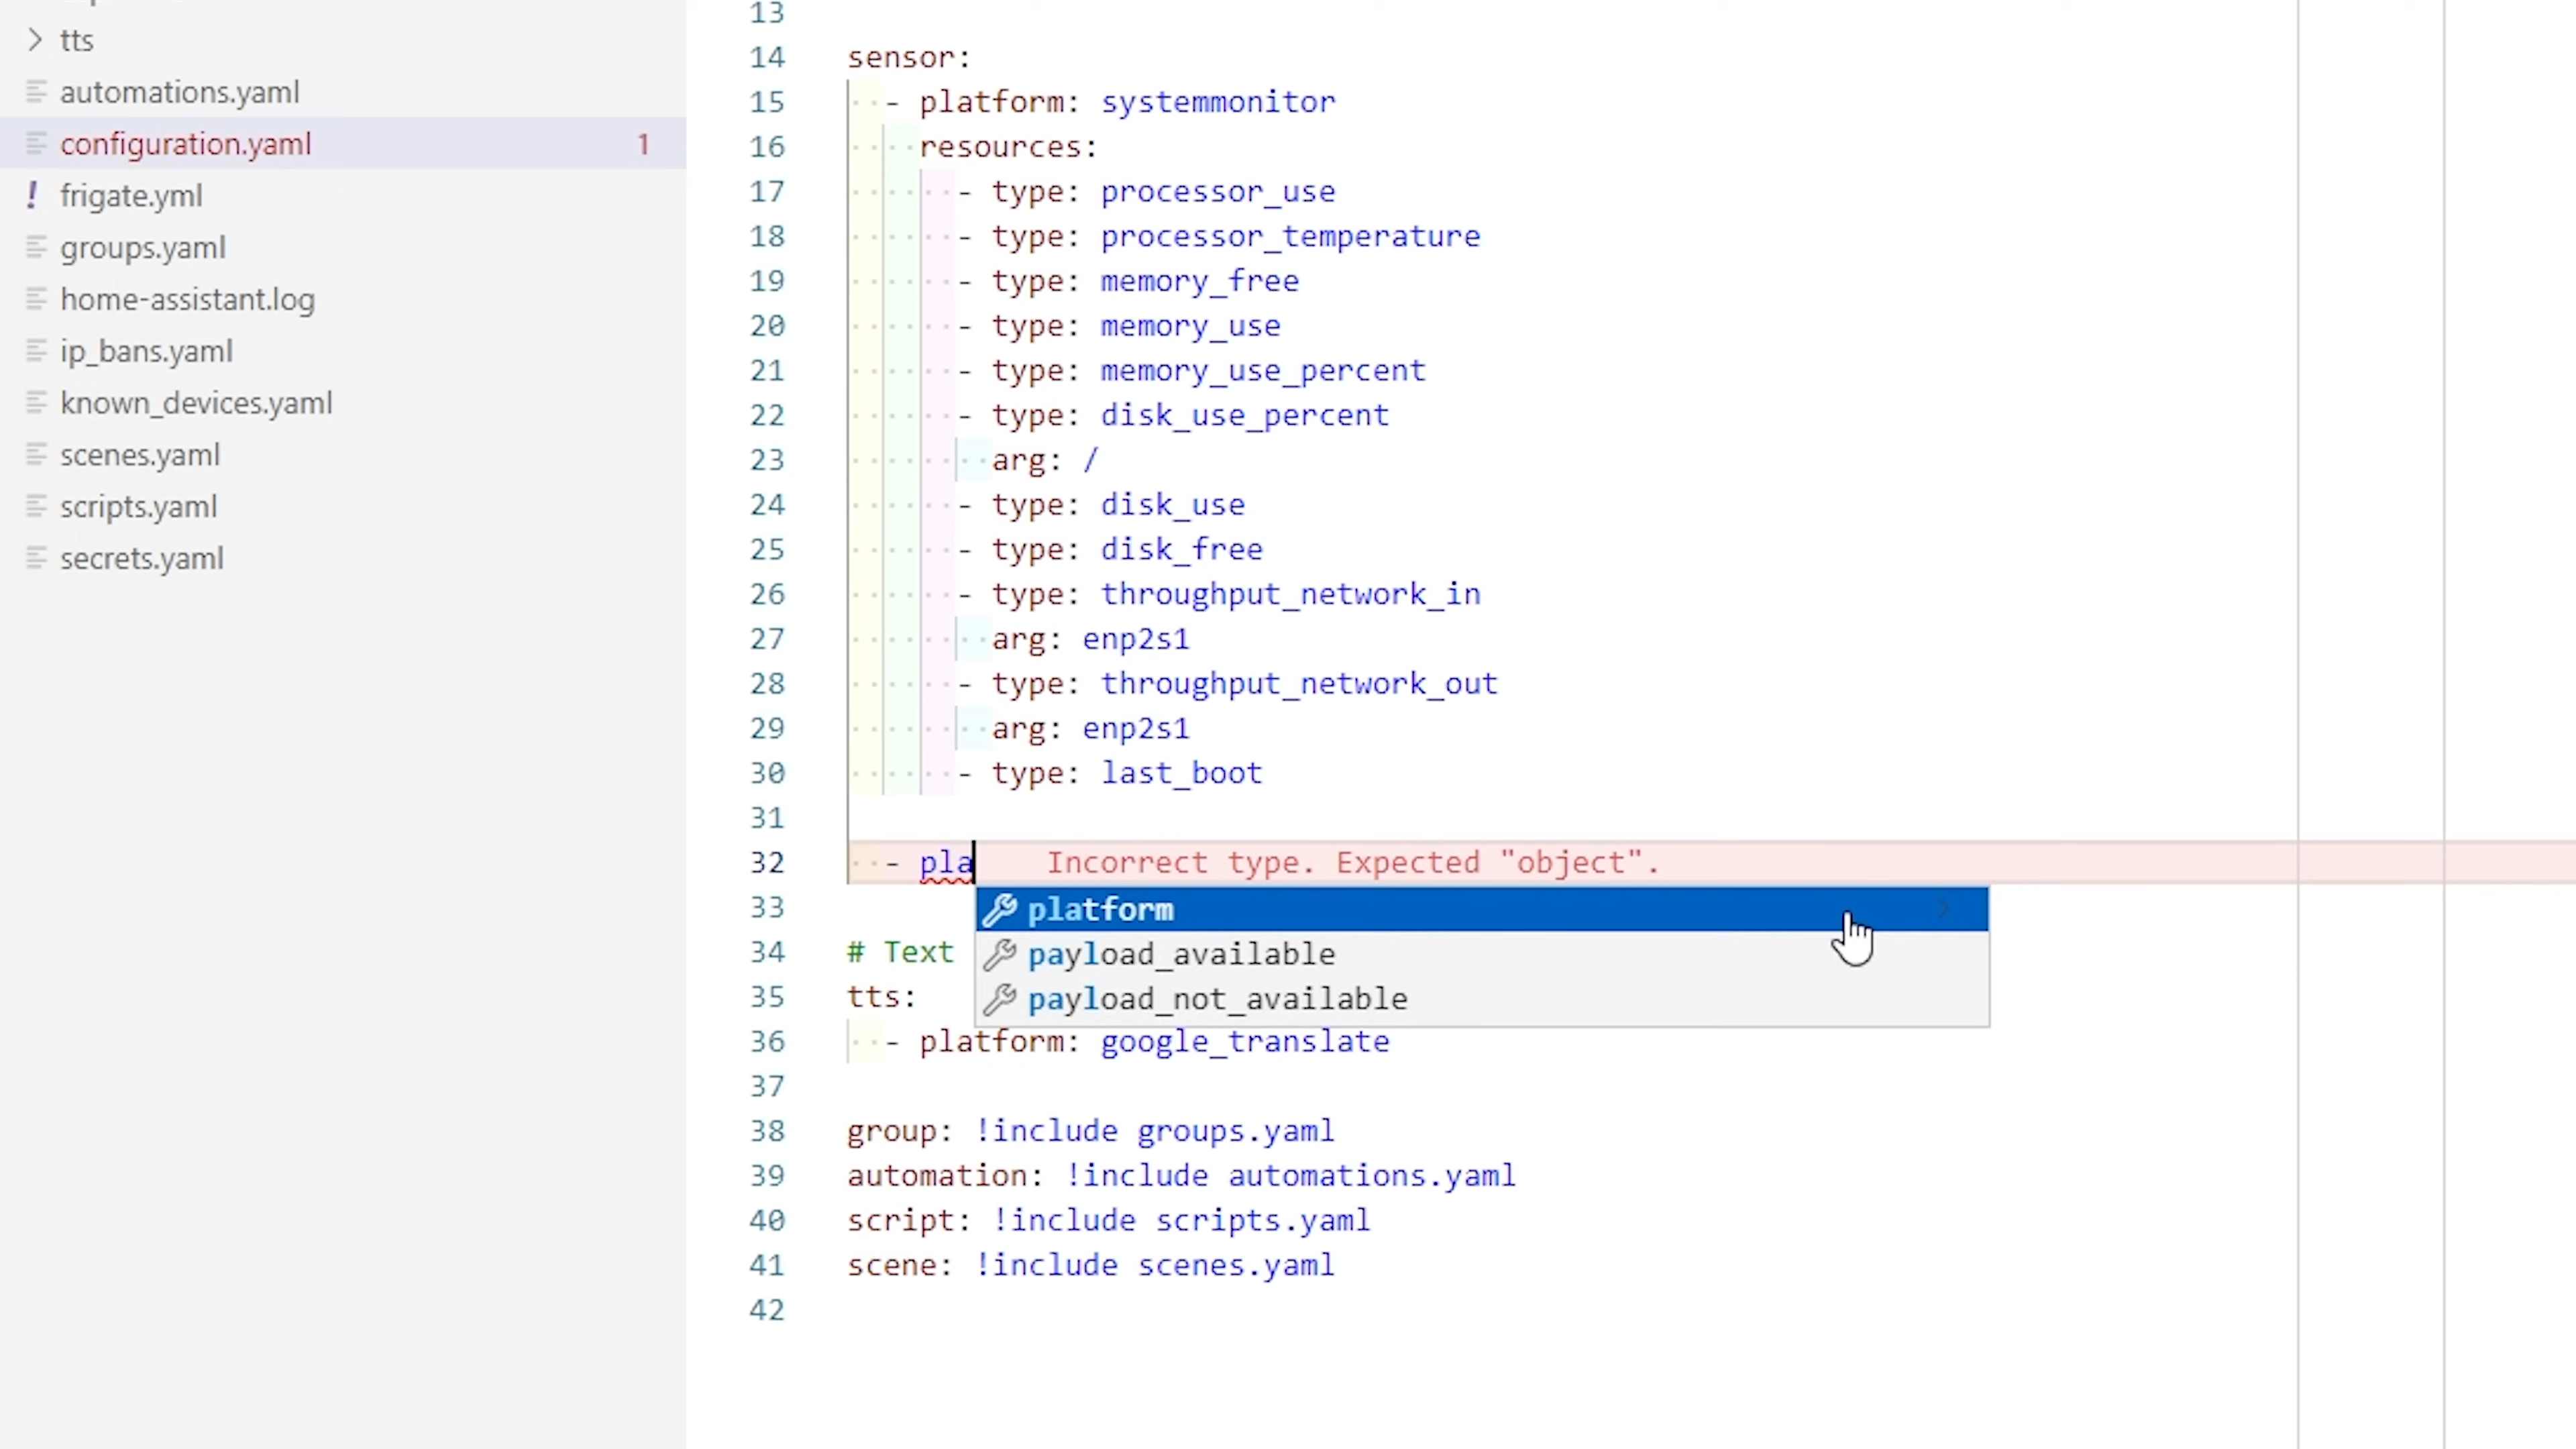 tts
automations.yaml
configuration.yaml 1
! frigate.yml
groups.yaml
home-assistant.log
ip_bans.yaml
known_devices.yaml
scenes.yaml
scripts.yaml
secrets.yaml
13
14 sensor:
15 - platform: systemmonitor
16 resources:
17 - type: processor_use
18 - type: processor_temperature
19 - type: memory_free
20 - type: memory_use
21 - type: memory_use_percent
22 - type: disk_use_percent
23 arg: /
24 - type: disk_use
25 - type: disk_free
26 - type: throughput_network_in
27 arg: enp2s1
28 - type: throughput_network_out
29 arg: enp2s1
30 - type: last_boot
31
32 - pla Incorrect type. Expected "object".
platform
payload_available
payload_not_available
33
34 # Text
35 tts:
36 - platform: google_translate
37
38 group: !include groups.yaml
39 automation: !include automations.yaml
40 script: !include scripts.yaml
41 scene: !include scenes.yaml
42